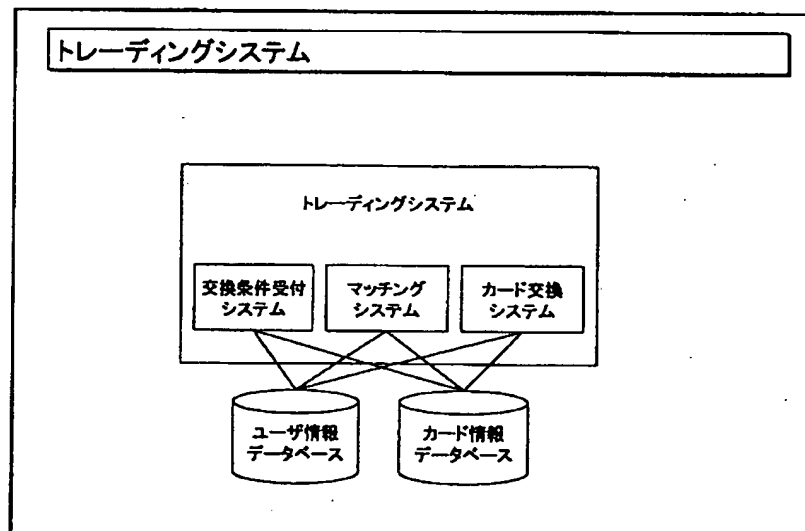 トレーディングシステム
トレーディングシステム
交換条件受付
システム
マッチング
システム
カード交換
システム
ユーザ情報
データベース
カード情報
データベース